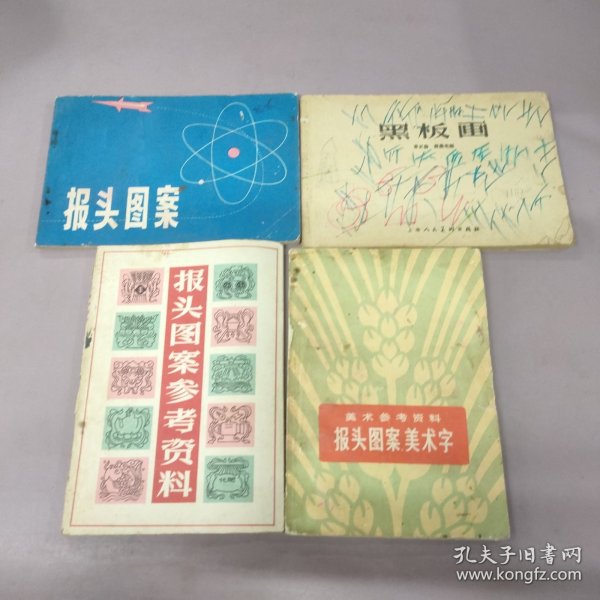 报头图案
黑板画
上海人民美术出版社
报头图案参考资料
化肥
美术参考资料
报头图案、美术字
孔夫子旧书网
www.kongfz.com